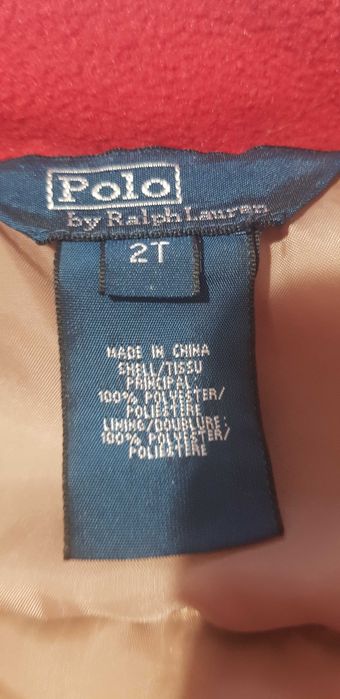 Polo
by Ralph Lauren
2T
MADE IN CHINA
SHELL/TISSU
PRINCIPAL:
100% POLYESTER/
POLIESTERE
LINING/DOUBLURE:
100% POLYESTER/
POLIESTERE